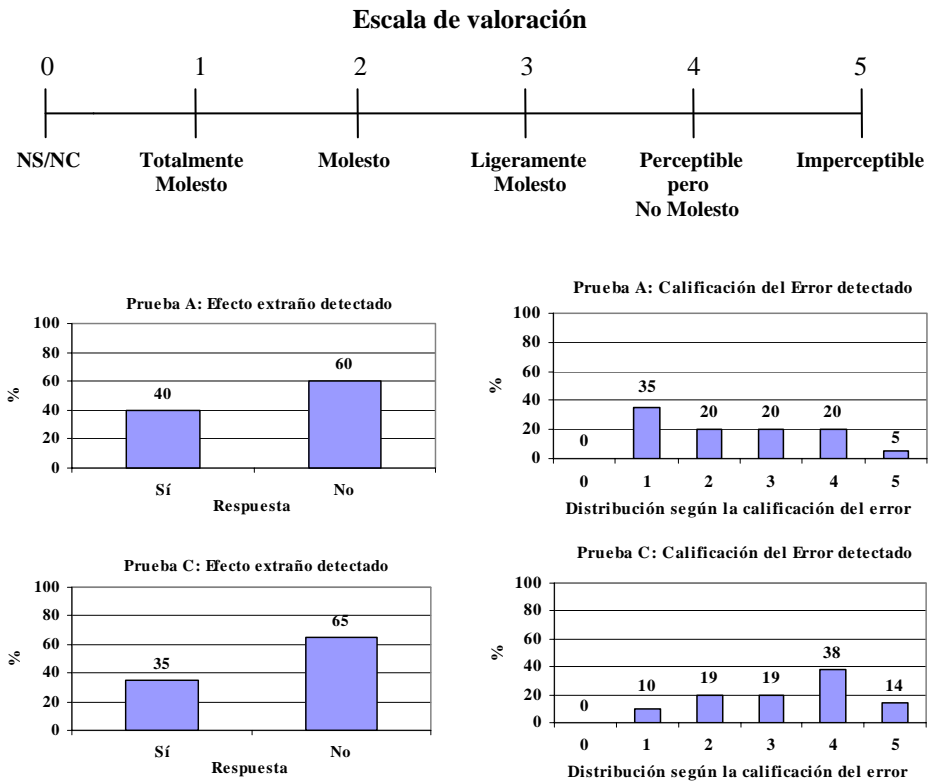 Escala de valoración
0 1 2 3 4 5
NS/NC Totalmente Molesto Molesto Ligeramente Molesto Perceptible pero No Molesto Imperceptible
Prueba A: Efecto extraño detectado
100
80
60
40
20
0
%
40 60
Sí No
Respuesta
Prueba A: Calificación del Error detectado
100
80
60
40
20
0
%
0 35 20 20 20 5
0 1 2 3 4 5
Distribución según la calificación del error
Prueba C: Efecto extraño detectado
100
80
60
40
20
0
%
35 65
Sí No
Respuesta
Prueba C: Calificación del Error detectado
100
80
60
40
20
0
%
0 10 19 19 38 14
0 1 2 3 4 5
Distribución según la calificación del error